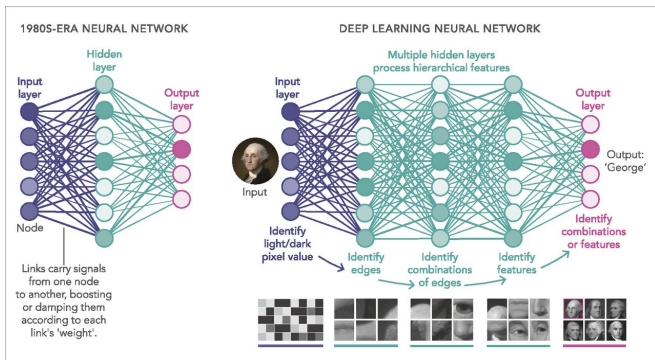 1980S-ERA NEURAL NETWORK
Hidden
layer
Input
layer
Output
layer
Node
Links carry signals
from one node
to another, boosting
or damping them
according to each
link's 'weight'.
DEEP LEARNING NEURAL NETWORK
Multiple hidden layers
process hierarchical features
Input
layer
Output
layer
Input
Output:
'George'
Identify
light/dark
pixel value
Identify
edges
Identify
combinations
of edges
Identify
features
Identify
combinations
or features